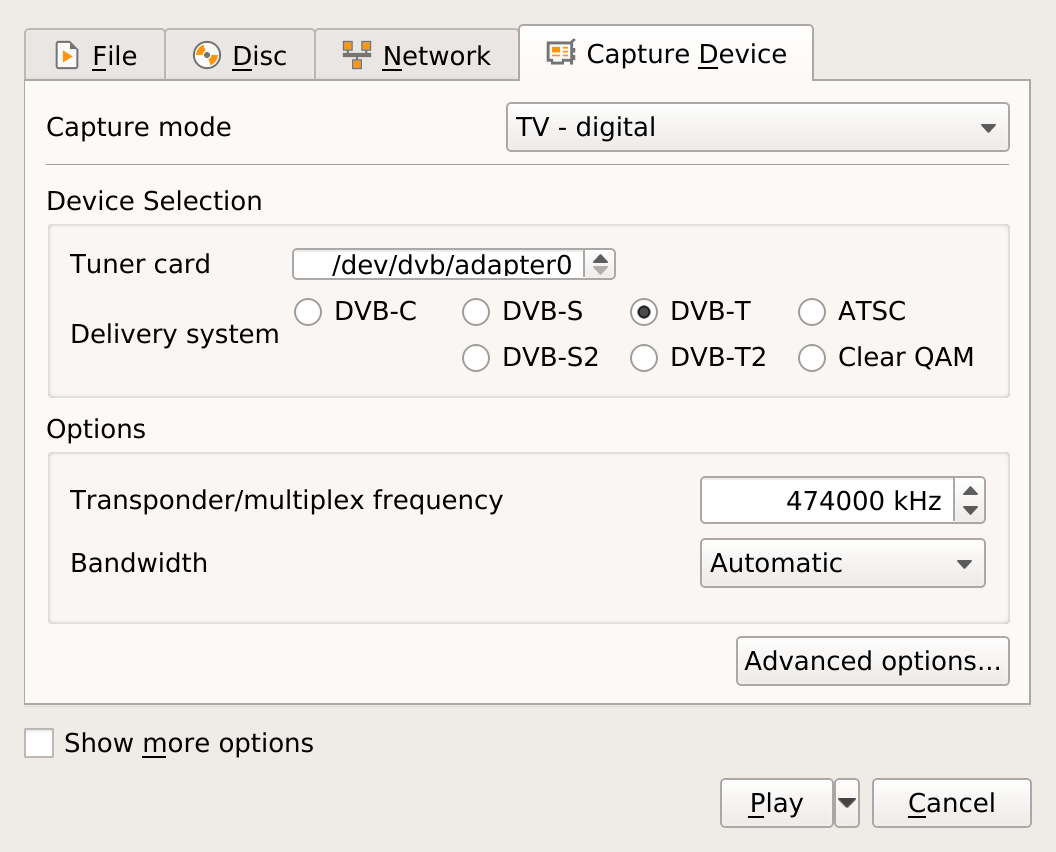 File Disc Network Capture Device
Capture mode TV - digital
Device Selection
Tuner card /dev/dvb/adapter0
Delivery system
DVB-C DVB-S DVB-T ATSC
DVB-S2 DVB-T2 Clear QAM
Options
Transponder/multiplex frequency 474000 kHz
Bandwidth Automatic
Advanced options...
Show more options
Play Cancel